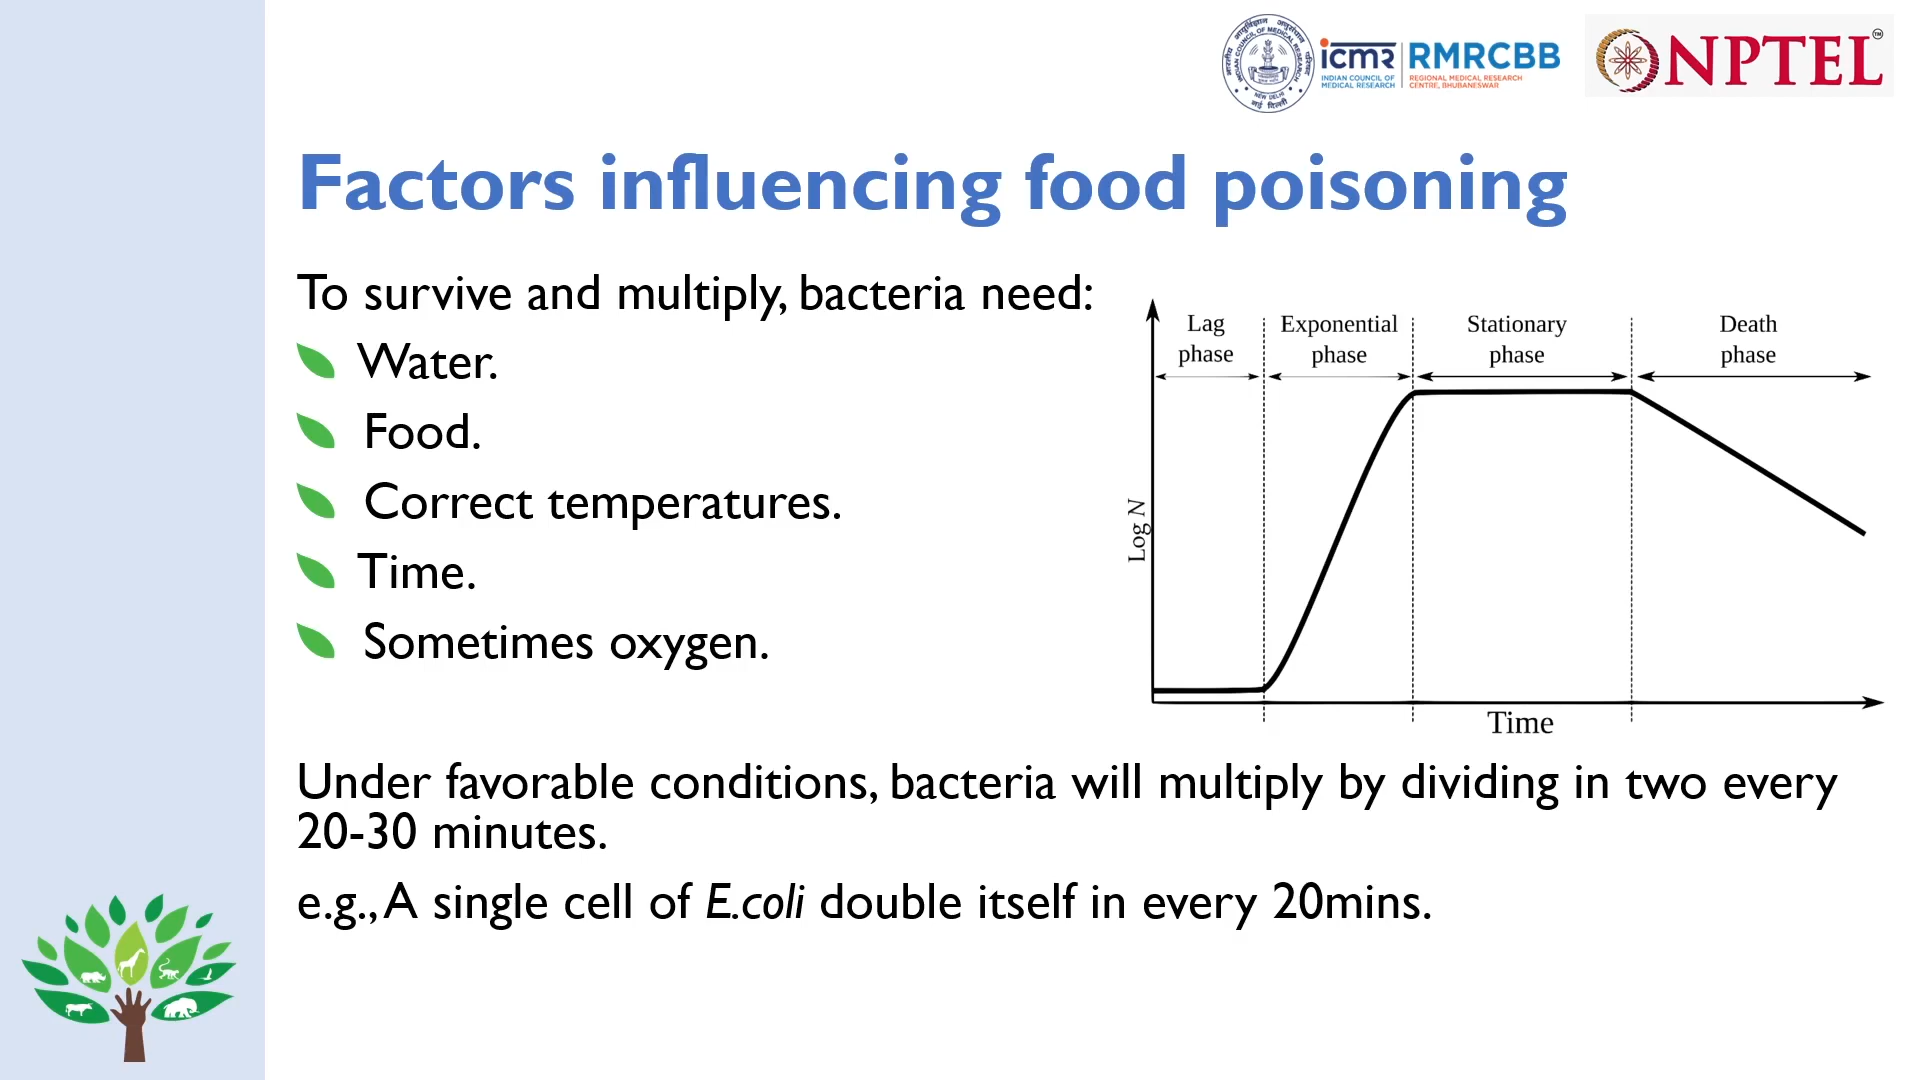 icmr
INDIAN COUNCIL OF
MEDICAL RESEARCH
RMRCBB
REGIONAL MEDICAL RESEARCH
CENTRE, BHUBANESWAR
NPTEL™
Factors influencing food poisoning
To survive and multiply, bacteria need:
Water.
Food.
Correct temperatures.
Time.
Sometimes oxygen.
Lag
phase
Exponential
phase
Stationary
phase
Death
phase
Log N
Time
Under favorable conditions, bacteria will multiply by dividing in two every
20-30 minutes.
e.g., A single cell of E.coli double itself in every 20mins.